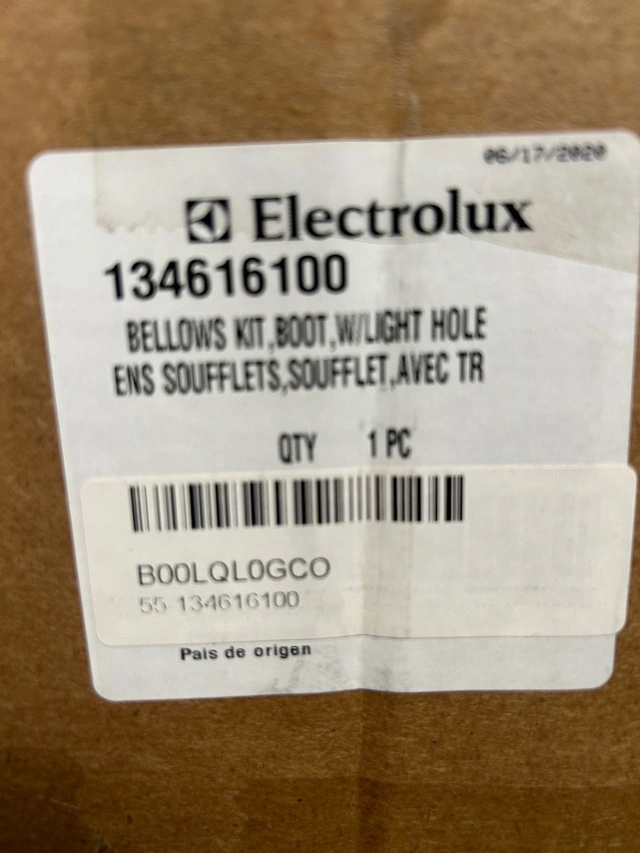 06/17/2020
Electrolux
134616100
BELLOWS KIT,BOOT,W/LIGHT HOLE
ENS SOUFFLETS,SOUFFLET,AVEC TR
QTY 1 PC
B00LQL0GCO
55 134616100
Pais de origen